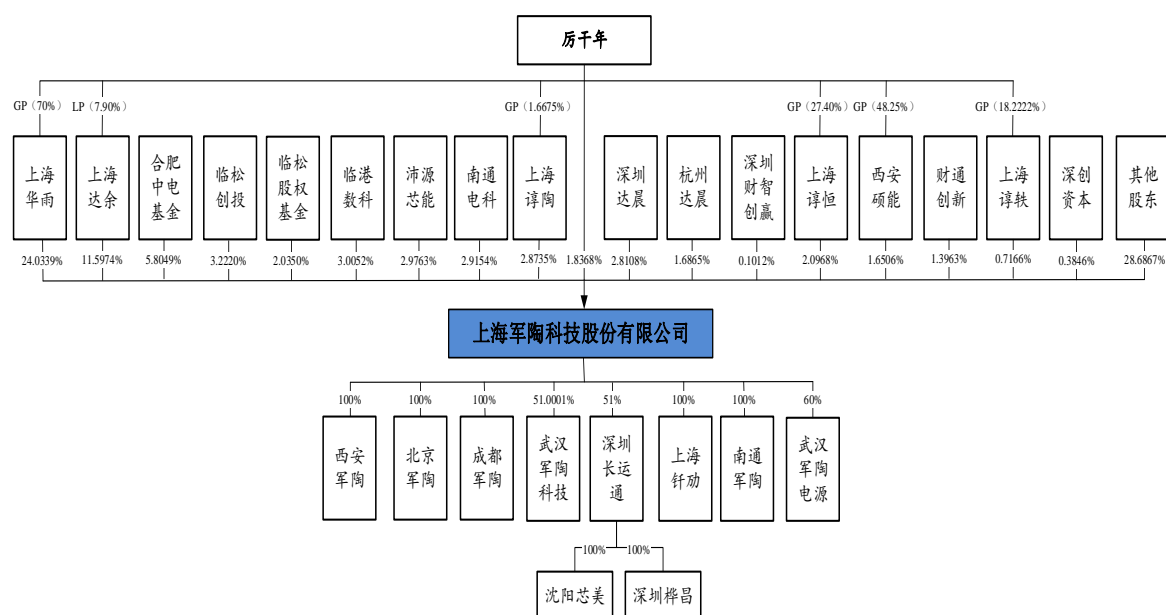 厉干年
GP（70%） LP（7.90%） GP（1.6675%） GP（27.40%） GP（48.25%） GP（18.2222%）
上海华雨 上海达余 合肥中电基金 临松创投 临松股权基金 临港数科 沛源芯能 南通电科 上海谆陶 深圳达晨 杭州达晨 深圳财智创赢 上海谆恒 西安硕能 财通创新 上海谆轶 深创资本 其他股东
24.0339% 11.5974% 5.8049% 3.2220% 2.0350% 3.0052% 2.9763% 2.9154% 2.8735% 1.8368% 2.8108% 1.6865% 0.1012% 2.0968% 1.6506% 1.3963% 0.7166% 0.3846% 28.6867%
上海军陶科技股份有限公司
100% 100% 100% 51.0001% 51% 100% 100% 60%
西安军陶 北京军陶 成都军陶 武汉军陶科技 深圳长运通 上海钎劝 南通军陶 武汉军陶电源
100% 100%
沈阳芯美 深圳桦昌